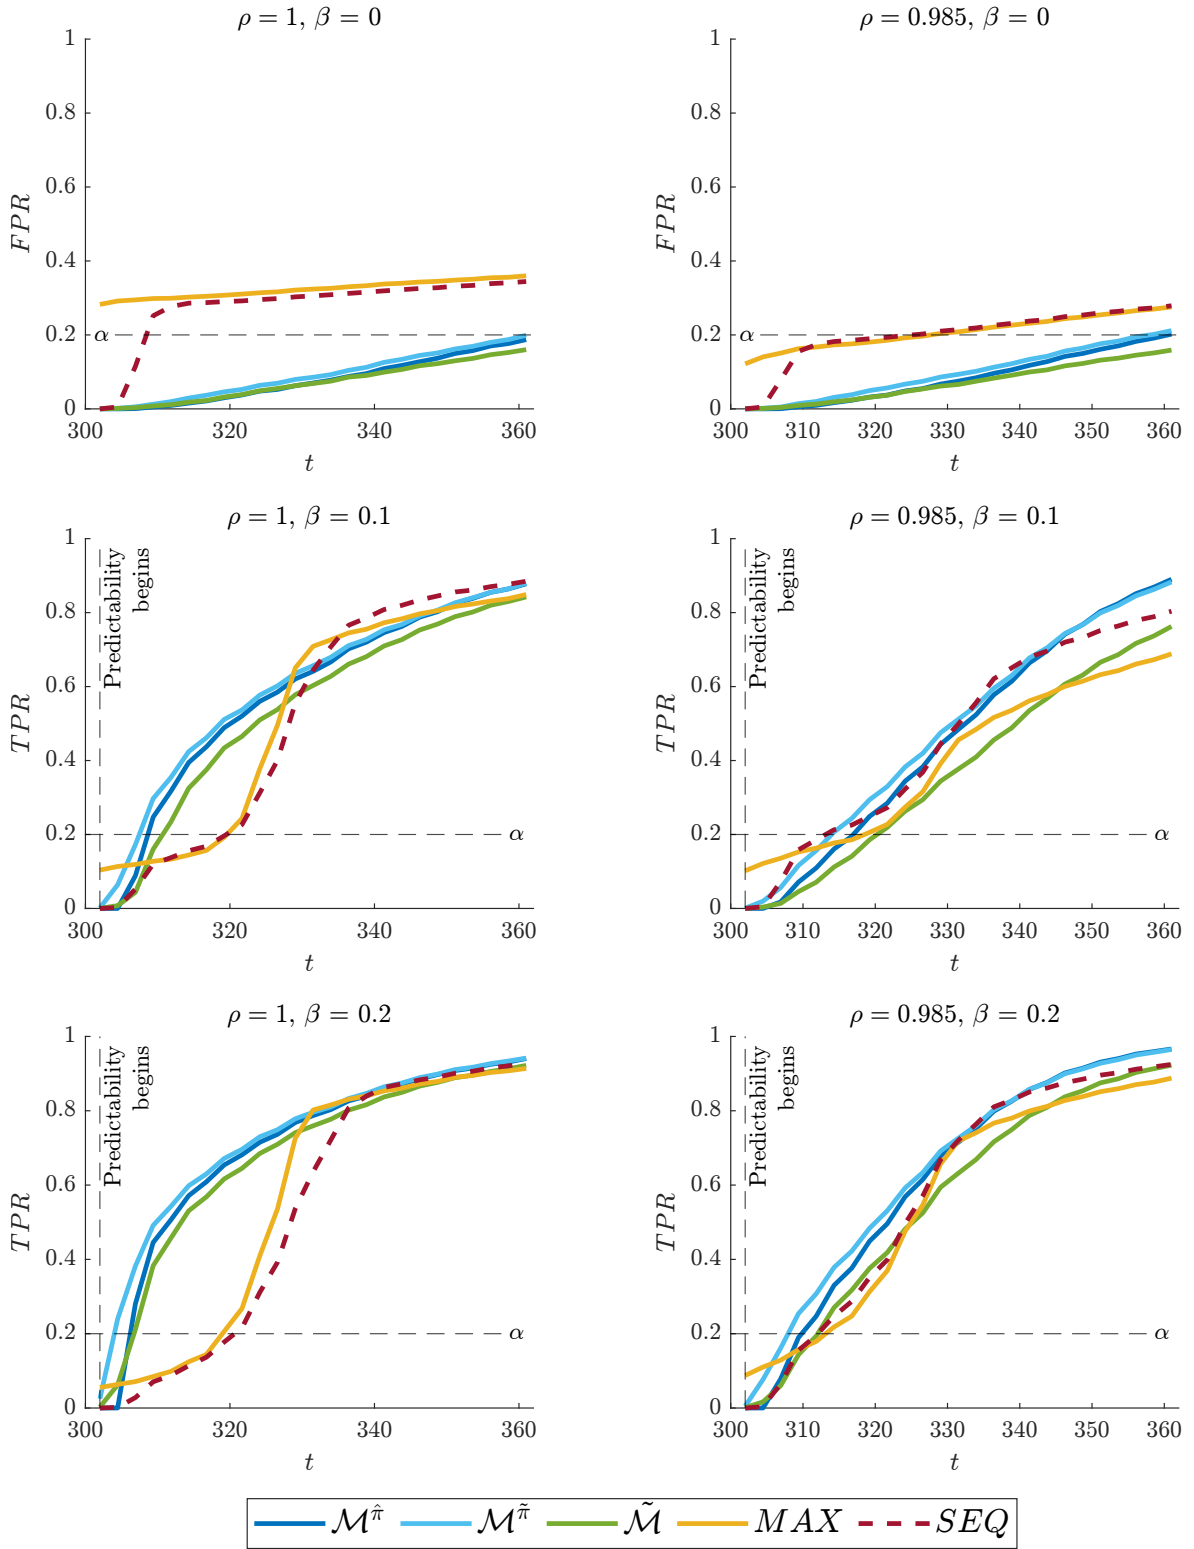 ρ = 1, β = 0
1
0.8
0.6
0.4
0.2
0
FPR
α
300
320
340
360
t
ρ = 0.985, β = 0
1
0.8
0.6
0.4
0.2
0
FPR
α
300
310
320
330
340
350
360
t
ρ = 1, β = 0.1
1
0.8
0.6
0.4
0.2
0
TPR
Predictability
begins
α
300
320
340
360
t
ρ = 0.985, β = 0.1
1
0.8
0.6
0.4
0.2
0
TPR
Predictability
begins
α
300
310
320
330
340
350
360
t
ρ = 1, β = 0.2
1
0.8
0.6
0.4
0.2
0
TPR
Predictability
begins
α
300
320
340
360
t
ρ = 0.985, β = 0.2
1
0.8
0.6
0.4
0.2
0
TPR
Predictability
begins
α
300
310
320
330
340
350
360
t
ℳ^π̂ ℳ^π̃ ℳ̃ MAX SEQ